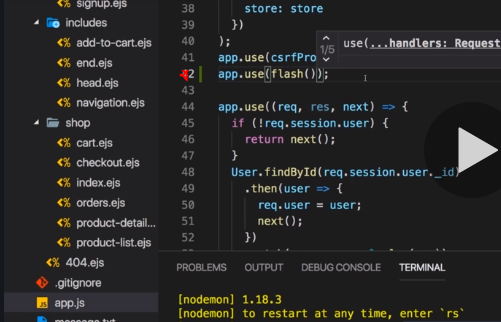 signup.ejs
includes
add-to-cart.ejs
end.ejs
head.ejs
navigation.ejs
shop
cart.ejs
checkout.ejs
index.ejs
orders.ejs
product-detail...
product-list.ejs
404.ejs
.gitignore
JS app.js
38 store: store
39 })
40 );
41 app.use(csrfPro
1/5 use(...handlers: Request
42 app.use(flash());
43
44 app.use((req, res, next) => {
45 if (!req.session.user) {
46 return next();
47 }
48 User.findById(req.session.user._id)
49 .then(user => {
50 req.user = user;
51 next();
52 })
PROBLEMS OUTPUT DEBUG CONSOLE TERMINAL
[nodemon] 1.18.3
[nodemon] to restart at any time, enter `rs`